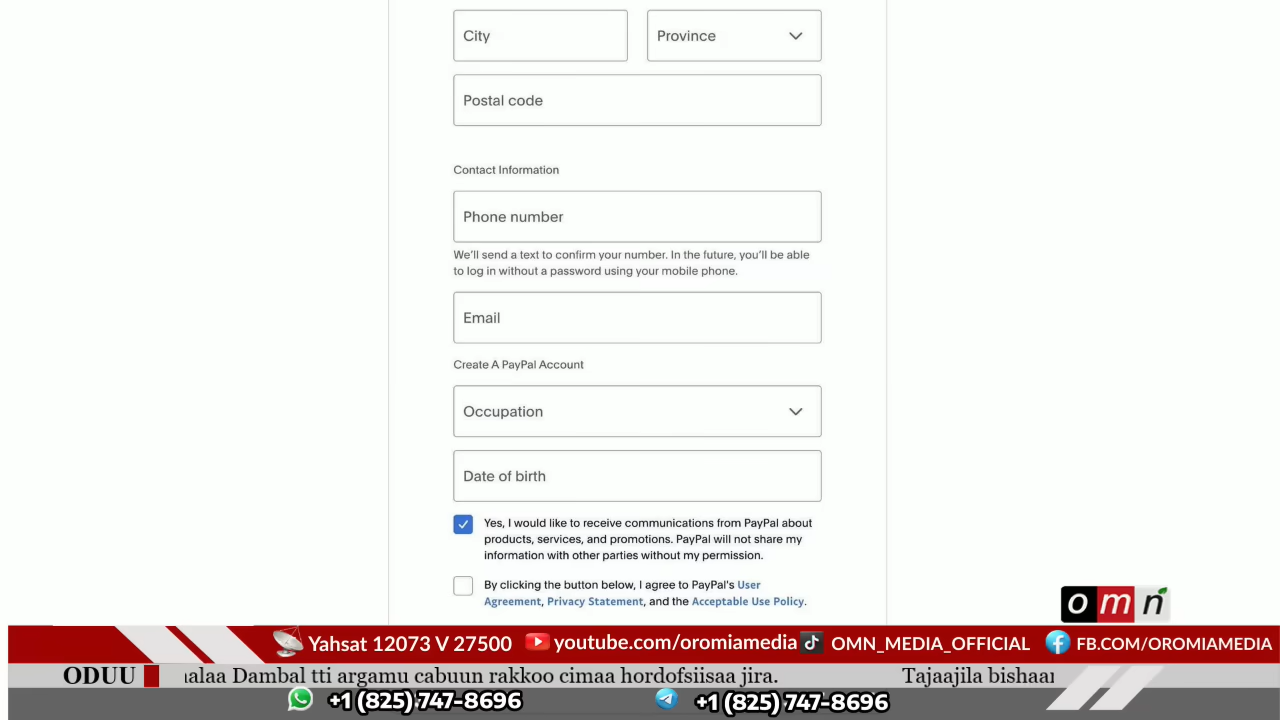 City
Province
Postal code
Contact Information
Phone number
We'll send a text to confirm your number. In the future, you'll be able
to log in without a password using your mobile phone.
Email
Create A PayPal Account
Occupation
Date of birth
Yes, I would like to receive communications from PayPal about
products, services, and promotions. PayPal will not share my
information with other parties without my permission.
By clicking the button below, I agree to PayPal's User
Agreement, Privacy Statement, and the Acceptable Use Policy.
omn
Yahsat 12073 V 27500 youtube.com/oromiamedia OMN_MEDIA_OFFICIAL FB.COM/OROMIAMEDIA
ODUU Dambal tti argamu cabuun rakkoo cimaa hordofsiisaa jira. Tajaajila
+1 (825) 747-8696 +1 (825) 747-8696